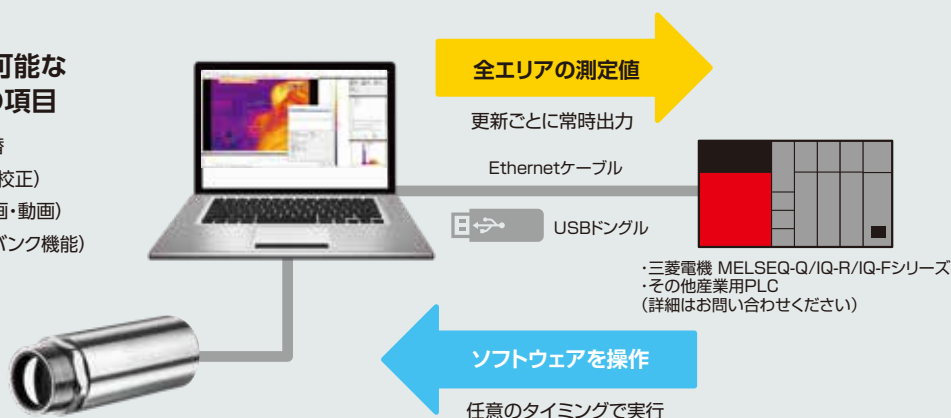 可能な
項目
校正)
画・動画)
バンク機能)
全エリアの測定値
更新ごとに常時出力
Ethernetケーブル
USBドングル
・三菱電機 MELSEQ-Q/IQ-R/IQ-Fシリーズ
・その他産業用PLC
(詳細はお問い合わせください)
ソフトウェアを操作
任意のタイミングで実行